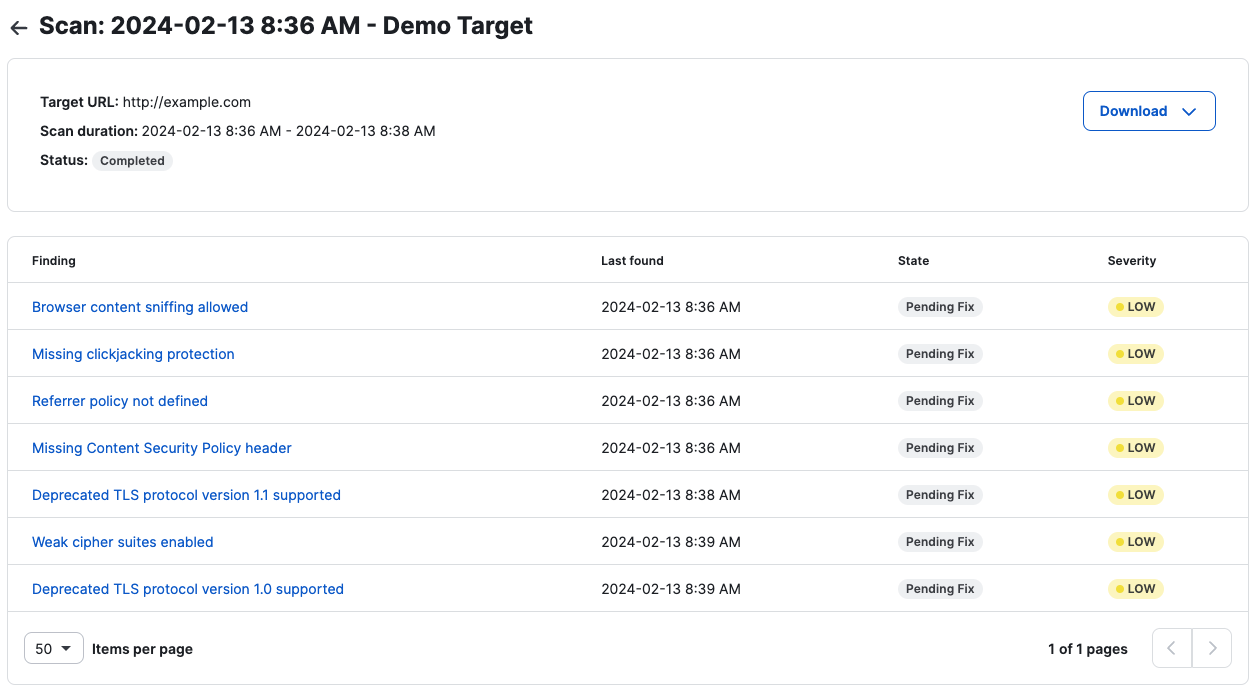 Scan: 2024-02-13 8:36 AM - Demo Target
Target URL: http://example.com
Download
Scan duration: 2024-02-13 8:36 AM - 2024-02-13 8:38 AM
Status: Completed
Finding Last found State Severity
Browser content sniffing allowed 2024-02-13 8:36 AM Pending Fix LOW
Missing clickjacking protection 2024-02-13 8:36 AM Pending Fix LOW
Referrer policy not defined 2024-02-13 8:36 AM Pending Fix LOW
Missing Content Security Policy header 2024-02-13 8:36 AM Pending Fix LOW
Deprecated TLS protocol version 1.1 supported 2024-02-13 8:38 AM Pending Fix LOW
Weak cipher suites enabled 2024-02-13 8:39 AM Pending Fix LOW
Deprecated TLS protocol version 1.0 supported 2024-02-13 8:39 AM Pending Fix LOW
50 Items per page 1 of 1 pages